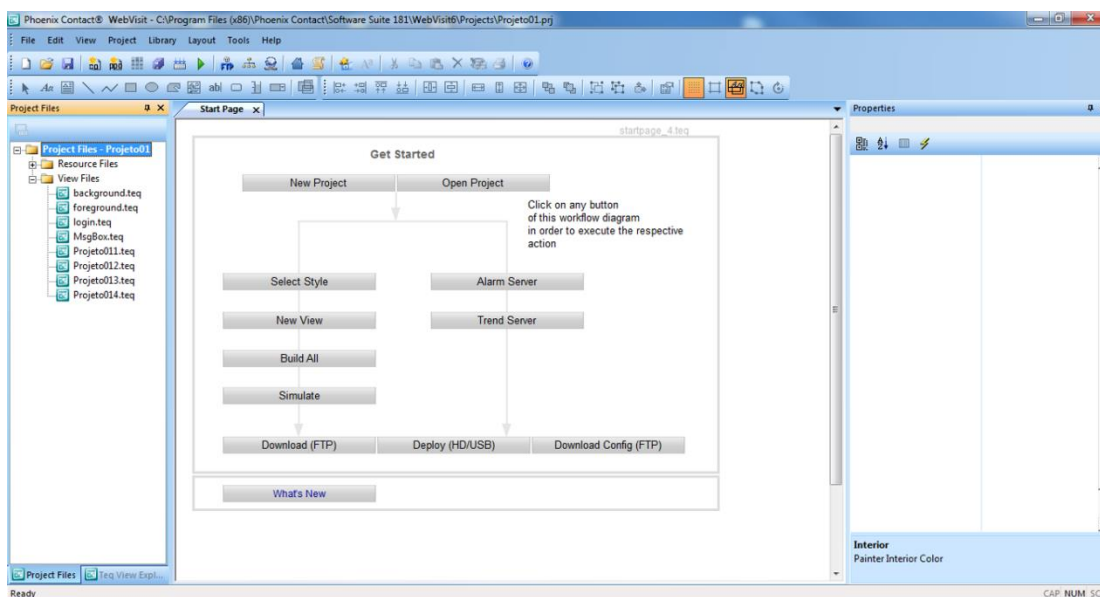 Phoenix Contact® WebVisit - C:\Program Files (x86)\Phoenix Contact\Software Suite 181\WebVisit6\Projects\Projeto01.prj
File Edit View Project Library Layout Tools Help
Project Files
Start Page x
Properties
startpage_4.teq
Project Files - Projeto01
Resource Files
View Files
background.teq
foreground.teq
login.teq
MsgBox.teq
Projeto011.teq
Projeto012.teq
Projeto013.teq
Projeto014.teq
Get Started
New Project Open Project
Click on any button
of this workflow diagram
in order to execute the respective
action
Select Style Alarm Server
New View Trend Server
Build All
Simulate
Download (FTP) Deploy (HD/USB) Download Config (FTP)
What's New
Interior
Painter Interior Color
Project Files Teq View Expl...
Ready
CAP NUM SC